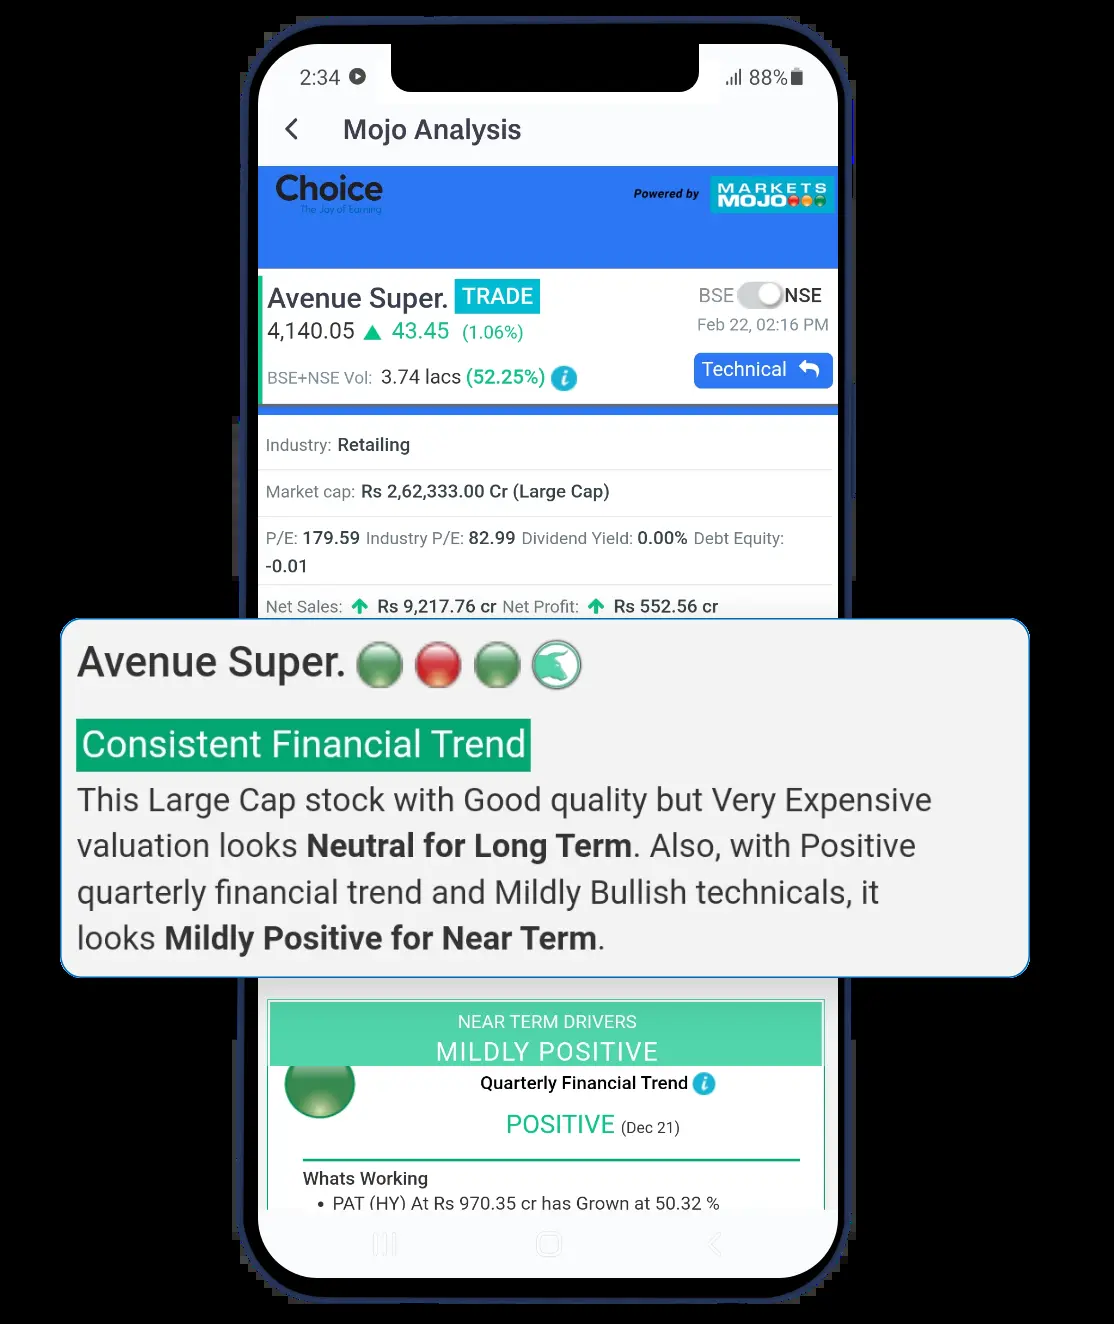 2:34
88%
Mojo Analysis
Choice
The Joy of Earning
Powered by
MARKETS
MOJO
Avenue Super. TRADE
4,140.05 43.45 (1.06%)
BSE NSE
Feb 22, 02:16 PM
BSE+NSE Vol: 3.74 lacs (52.25%) i
Technical
Industry: Retailing
Market cap: Rs 2,62,333.00 Cr (Large Cap)
P/E: 179.59 Industry P/E: 82.99 Dividend Yield: 0.00% Debt Equity:
-0.01
Net Sales: Rs 9,217.76 cr Net Profit: Rs 552.56 cr
Avenue Super.
Consistent Financial Trend
This Large Cap stock with Good quality but Very Expensive
valuation looks Neutral for Long Term. Also, with Positive
quarterly financial trend and Mildly Bullish technicals, it
looks Mildly Positive for Near Term.
NEAR TERM DRIVERS
MILDLY POSITIVE
Quarterly Financial Trend i
POSITIVE (Dec 21)
Whats Working
• PAT (HY) At Rs 970.35 cr has Grown at 50.32 %